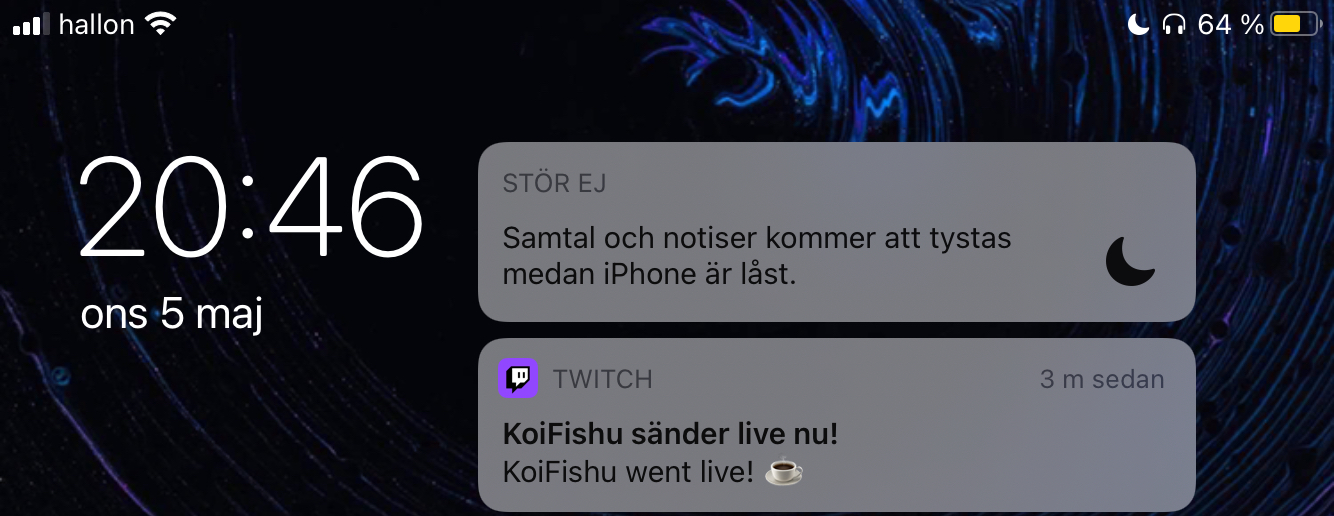 hallon
64 %
20:46
ons 5 maj
STÖR EJ
Samtal och notiser kommer att tystas
medan iPhone är låst.
TWITCH
3 m sedan
KoiFishu sänder live nu!
KoiFishu went live! ☕